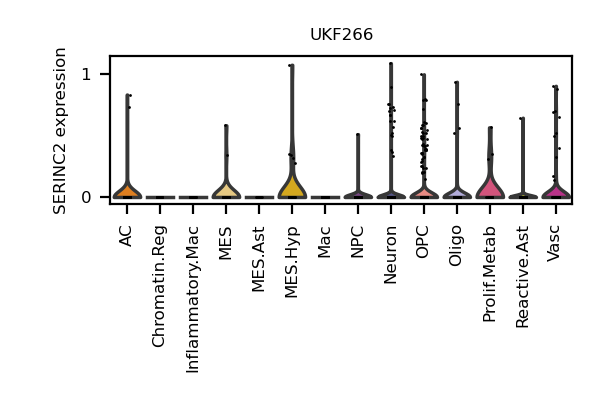 UKF266
SERINC2 expression
1
0
AC
Chromatin.Reg
Inflammatory.Mac
MES
MES.Ast
MES.Hyp
Mac
NPC
Neuron
OPC
Oligo
Prolif.Metab
Reactive.Ast
Vasc